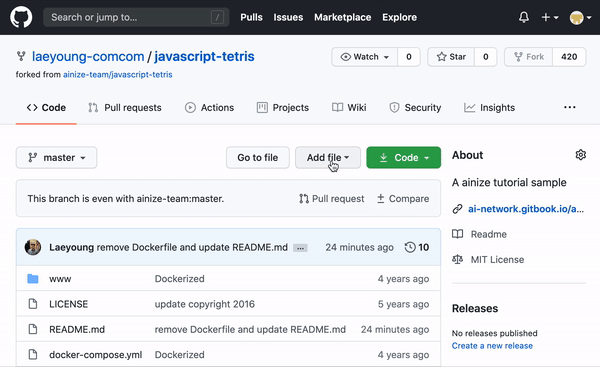 Search or jump to... /
Pulls Issues Marketplace Explore
laeyoung-comcom / javascript-tetris
forked from ainize-team/javascript-tetris
Watch 0 Star 0 Fork 420
Code Pull requests Actions Projects Wiki Security Insights ...
master Go to file Add file Code
This branch is even with ainize-team:master. Pull request Compare
Laeyoung remove Dockerfile and update README.md ... 24 minutes ago 10
www Dockerized 4 years ago
LICENSE update copyright 2016 5 years ago
README.md remove Dockerfile and update README.md 24 minutes ago
docker-compose.yml Dockerized 4 years ago
About
A ainize tutorial sample
ai-network.gitbook.io/a...
Readme
MIT License
Releases
No releases published
Create a new release